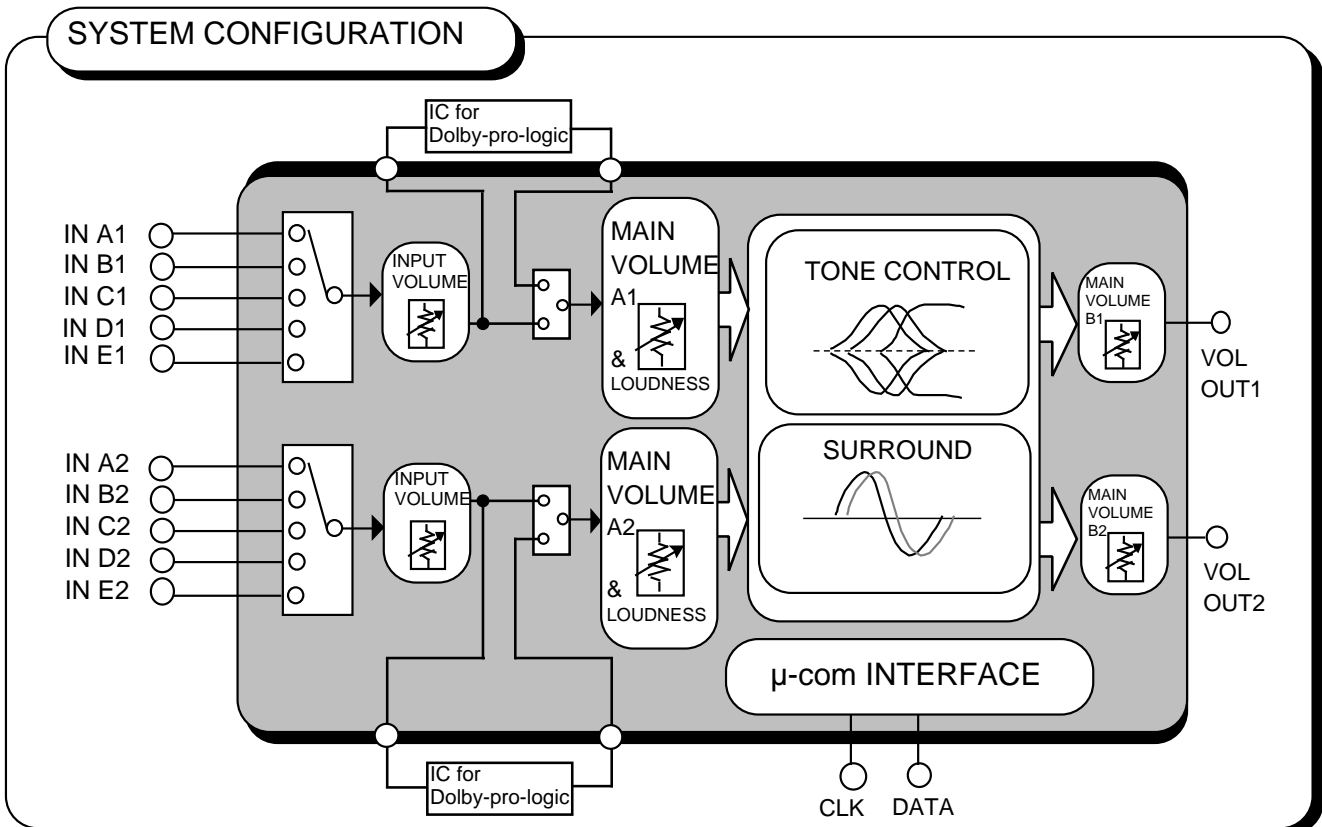 SYSTEM CONFIGURATION
IC for
Dolby-pro-logic
IN A1
IN B1
IN C1
IN D1
IN E1
INPUT
VOLUME
MAIN
VOLUME
A1
&
LOUDNESS
TONE CONTROL
MAIN
VOLUME
B1
VOL
OUT1
IN A2
IN B2
IN C2
IN D2
IN E2
INPUT
VOLUME
MAIN
VOLUME
A2
&
LOUDNESS
SURROUND
MAIN
VOLUME
B2
VOL
OUT2
µ-com INTERFACE
IC for
Dolby-pro-logic
CLK
DATA